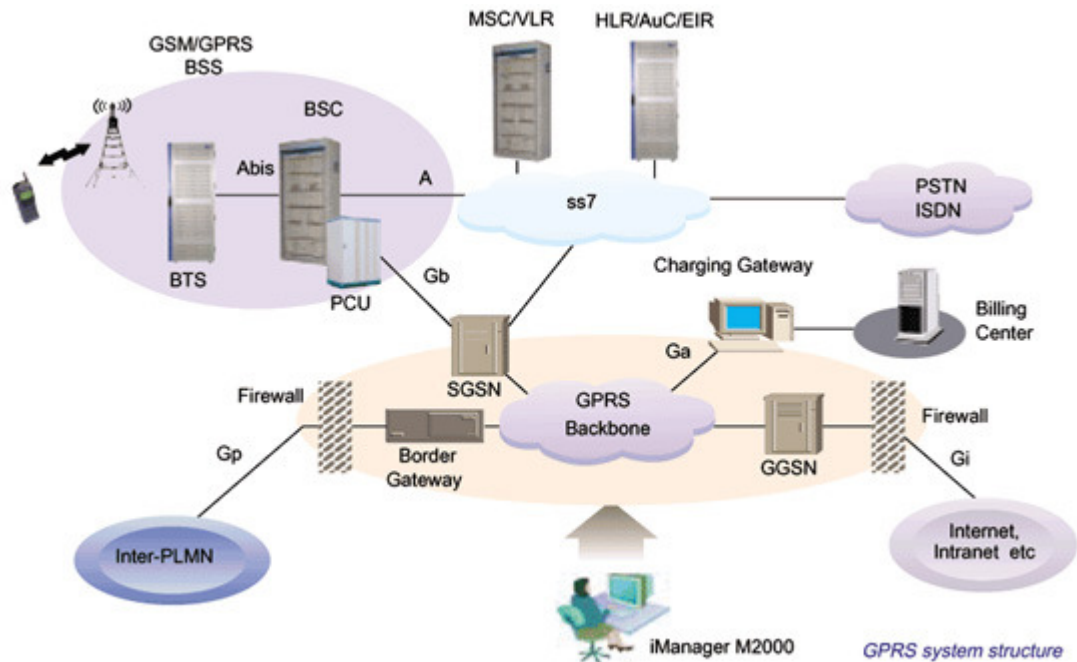 MSC/VLR
HLR/AuC/EIR
GSM/GPRS
BSS
BSC
Abis
A
ss7
PSTN
ISDN
BTS
PCU
Gb
Charging Gateway
Billing
Center
SGSN
Ga
Firewall
GPRS
Backbone
Firewall
Border
Gateway
GGSN
Gp
Gi
Inter-PLMN
Internet,
Intranet etc
iManager M2000
GPRS system structure